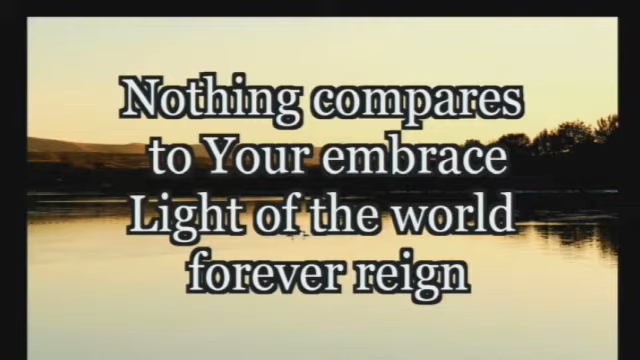 Nothing compares
to Your embrace
Light of the world
forever reign